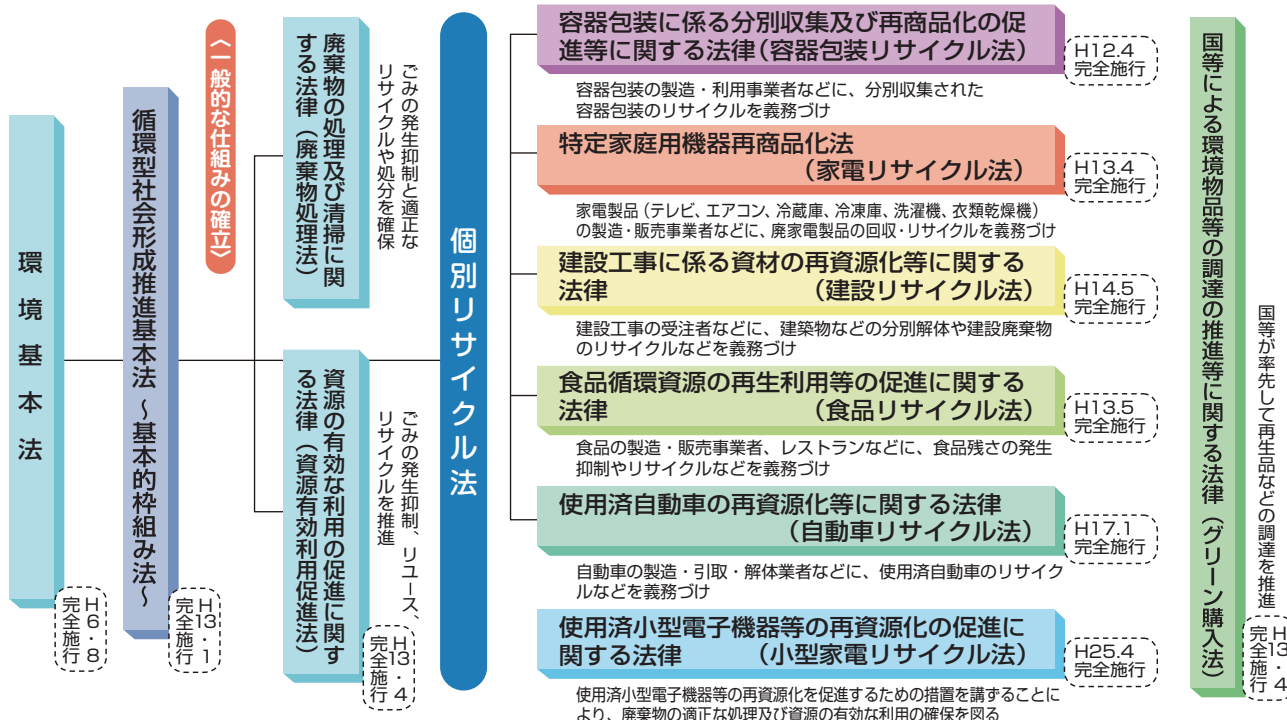 環境基本法
H6・8
完全施行
循環型社会形成推進基本法 ～基本的枠組み法～
H13・1
完全施行
〈一般的な仕組みの確立〉
廃棄物の処理及び清掃に関
する法律（廃棄物処理法）
ごみの発生抑制と適正な
リサイクルや処分を確保
資源の有効な利用の促進に関す
る法律（資源有効利用促進法）
ごみの発生抑制、リユース、
リサイクルを推進
H13・4
完全施行
個別リサイクル法
容器包装に係る分別収集及び再商品化の促
進等に関する法律（容器包装リサイクル法）
H12.4
完全施行
容器包装の製造・利用事業者などに、分別収集された
容器包装のリサイクルを義務づけ
特定家庭用機器再商品化法
（家電リサイクル法）
H13.4
完全施行
家電製品（テレビ、エアコン、冷蔵庫、冷凍庫、洗濯機、衣類乾燥機）
の製造・販売事業者などに、廃家電製品の回収・リサイクルを義務づけ
建設工事に係る資材の再資源化等に関する
法律 （建設リサイクル法）
H14.5
完全施行
建設工事の受注者などに、建築物などの分別解体や建設廃棄物
のリサイクルなどを義務づけ
食品循環資源の再生利用等の促進に関する
法律 （食品リサイクル法）
H13.5
完全施行
食品の製造・販売事業者、レストランなどに、食品残さの発生
抑制やリサイクルなどを義務づけ
使用済自動車の再資源化等に関する法律
（自動車リサイクル法）
H17.1
完全施行
自動車の製造・引取・解体業者などに、使用済自動車のリサイク
ルなどを義務づけ
使用済小型電子機器等の再資源化の促進に
関する法律 （小型家電リサイクル法）
H25.4
完全施行
使用済小型電子機器等の再資源化を促進するための措置を講ずることに
より、廃棄物の適正な処理及び資源の有効な利用の確保を図る
国等による環境物品等の調達の推進等に関する法律（グリーン購入法）
国等が率先して再生品などの調達を推進
H13・4
完全施行